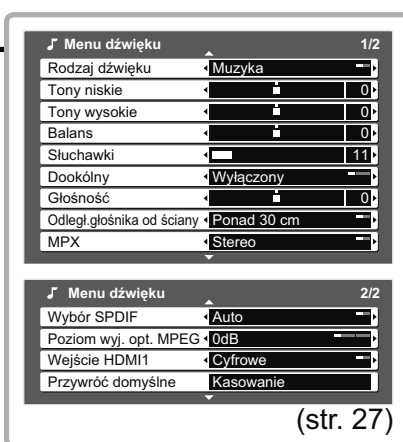 Menu dźwięku 1/2
Rodzaj dźwięku Muzyka
Tony niskie 0
Tony wysokie 0
Balans 0
Słuchawki 11
Dookólny Wyłączony
Głośność 0
Odległ.głośnika od ściany Ponad 30 cm
MPX Stereo
Menu dźwięku 2/2
Wybór SPDIF Auto
Poziom wyj. opt. MPEG 0dB
Wejście HDMI1 Cyfrowe
Przywróć domyślne Kasowanie
(str. 27)